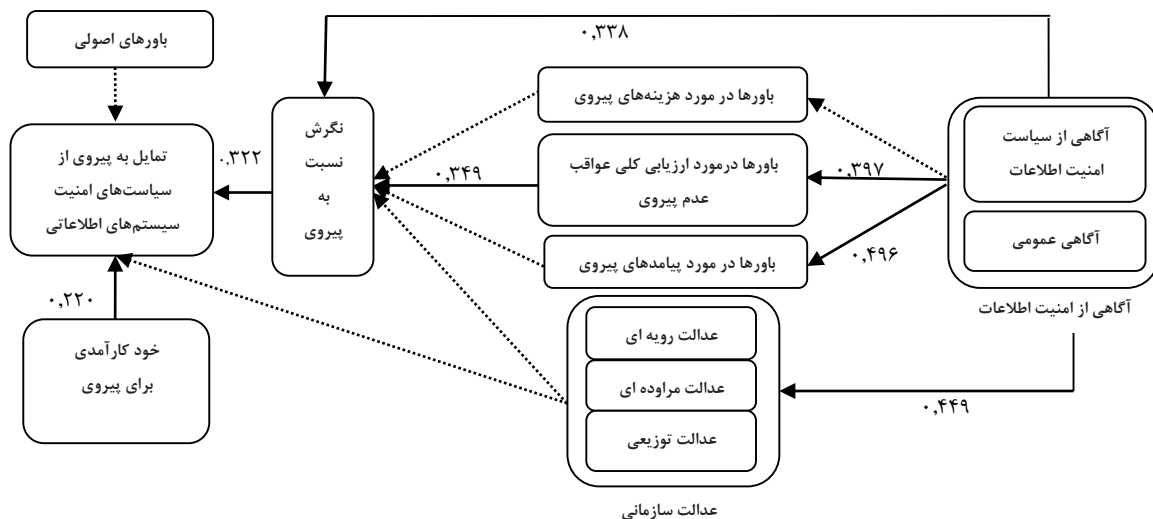 ۰,۳۳۸
باورهای اصولی
باورها در مورد هزینه‌های پیروی
نگرش
نسبت
به
پیروی
آگاهی از سیاست
امنیت اطلاعات
آگاهی عمومی
آگاهی از امنیت اطلاعات
تمایل به پیروی از
سیاست‌های امنیت
سیستم‌های اطلاعاتی
۰,۳۲۲
باورها درمورد ارزیابی کلی عواقب
عدم پیروی
۰,۳۹۷
۰,۳۴۹
باورها در مورد پیامدهای پیروی
۰,۴۹۶
۰,۲۲۰
خود کارآمدی
برای پیروی
عدالت رویه ای
عدالت مراوده ای
عدالت توزیعی
۰,۴۴۹
عدالت سازمانی